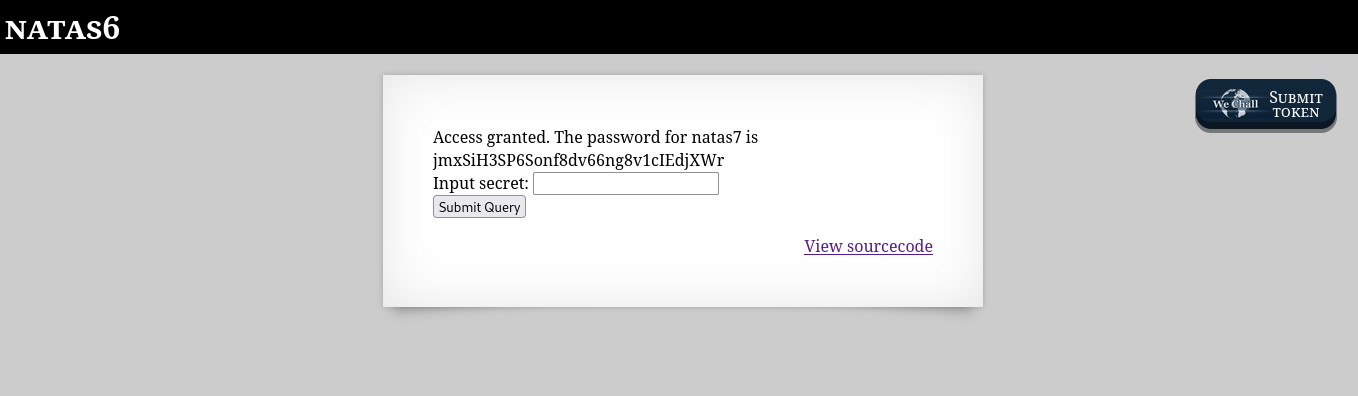 NATAS6
We Chall
SUBMIT TOKEN
Access granted. The password for natas7 is
jmxSiH3SP6Sonf8dv66ng8v1cIEdjXWr
Input secret:
Submit Query
View sourcecode